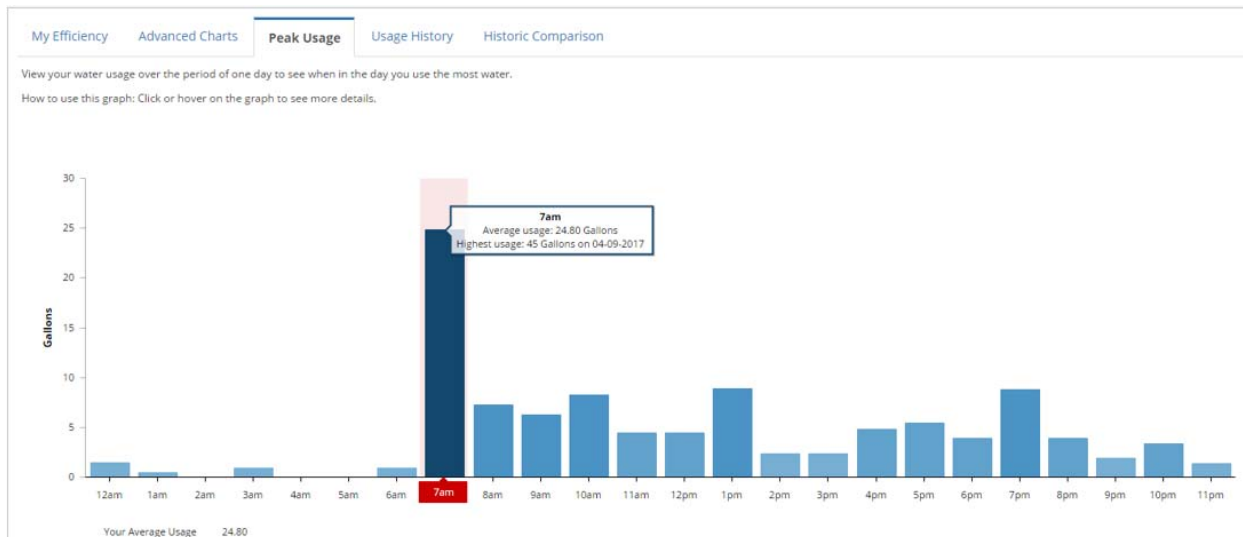 My Efficiency Advanced Charts Peak Usage Usage History Historic Comparison
View your water usage over the period of one day to see when in the day you use the most water.
How to use this graph: Click or hover on the graph to see more details.
30
25
20
15
10
5
0
Gallons
7am
Average usage: 24.80 Gallons
Highest usage: 45 Gallons on 04-09-2017
12am 1am 2am 3am 4am 5am 6am 7am 8am 9am 10am 11am 12pm 1pm 2pm 3pm 4pm 5pm 6pm 7pm 8pm 9pm 10pm 11pm
Your Average Usage 24.80